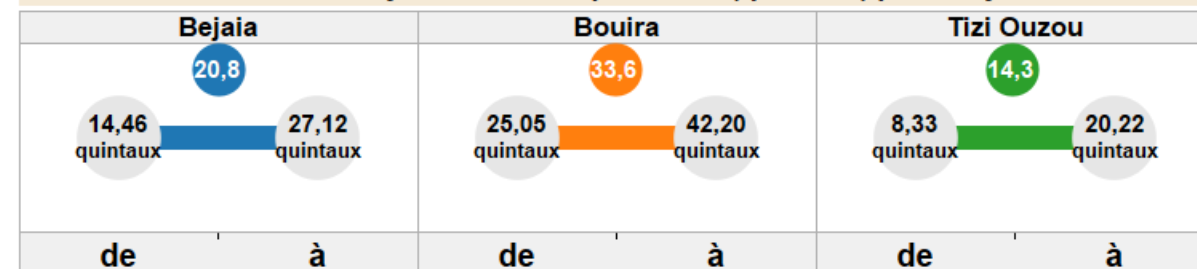 Bejaia Bouira Tizi Ouzou
20,8 33,6 14,3
14,46 27,12 25,05 42,20 8,33 20,22
quintaux quintaux quintaux quintaux quintaux quintaux
de à de à de à